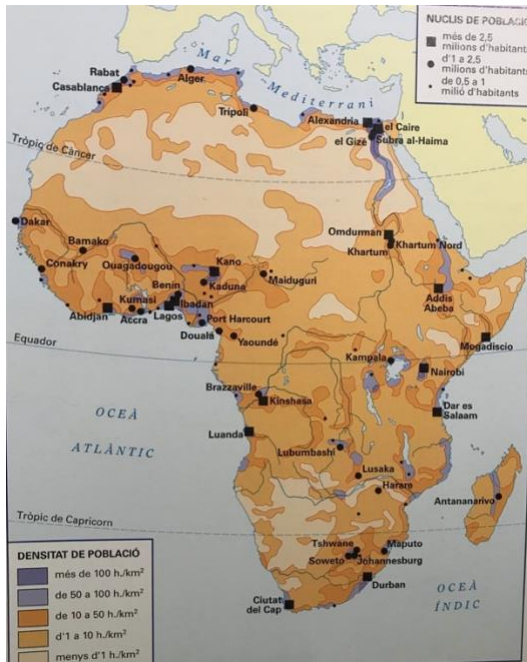 NUCLIS DE POBLACIÓ
més de 2,5
milions d'habitants
d'1 a 2,5
milions d'habitants
de 0,5 a 1
milió d'habitants
Mar
Mediterrani
Rabat
Casablanca
Alger
Trípoli
Alexandria
el Caire
el Gizè
Subra al-Haima
Tròpic de Càncer
Dakar
Bamako
Conakry
Ouagadougou
Kano
Kaduna
Maiduguri
Omdurman
Khartum
Khartum Nord
Addis
Abeba
Benín
Kumasi
Ibadan
Abidjan
Accra
Lagos
Port Harcourt
Doualâ
Yaoundé
Mogadiscio
Equador
Kampala
Nairobi
Brazzaville
Kinshasa
Dar es
Salaam
OCEÀ
ATLÀNTIC
Luanda
Lubumbashi
Lusaka
Harare
Antananarivo
Tròpic de Capricorn
Tshwane
Maputo
Soweto
Johannesburg
Durban
Ciutat
del Cap
OCEÀ
ÍNDIC
DENSITAT DE POBLACIÓ
més de 100 h./km²
de 50 a 100 h./km²
de 10 a 50 h./km²
d'1 a 10 h./km²
menys d'1 h./km²